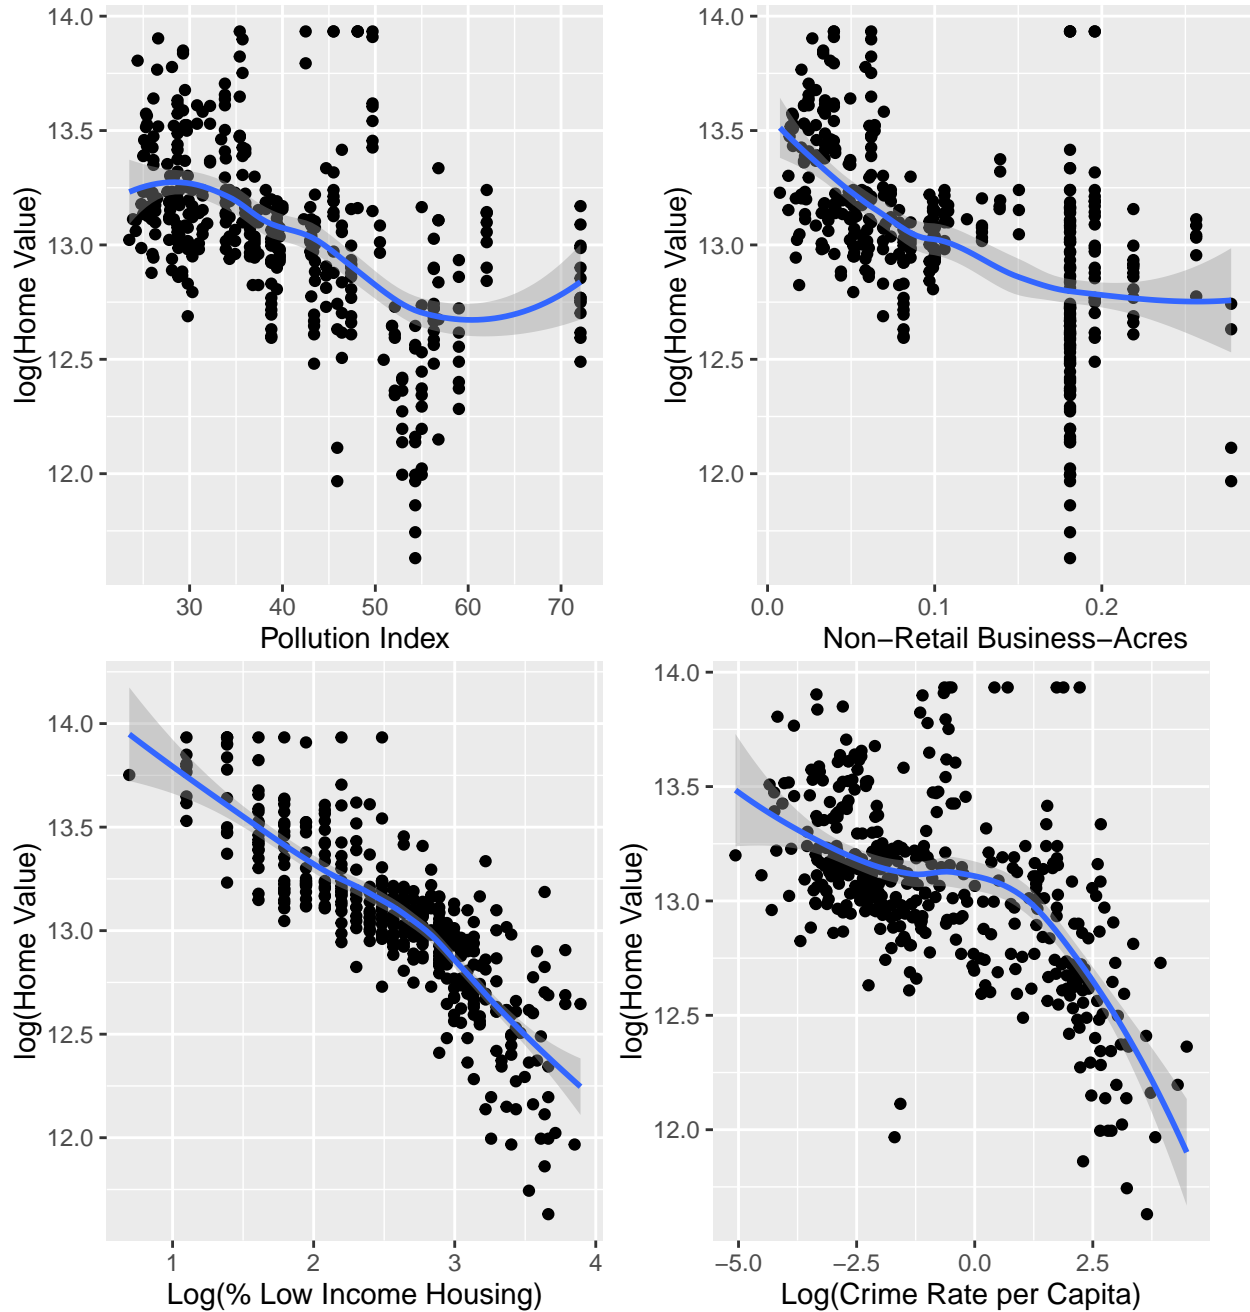 14.0
13.5
13.0
12.5
12.0
log(Home Value)
30 40 50 60 70
Pollution Index
14.0
13.5
13.0
12.5
12.0
log(Home Value)
0.0 0.1 0.2
Non−Retail Business−Acres
14.0
13.5
13.0
12.5
12.0
log(Home Value)
1 2 3 4
Log(% Low Income Housing)
14.0
13.5
13.0
12.5
12.0
log(Home Value)
−5.0 −2.5 0.0 2.5
Log(Crime Rate per Capita)